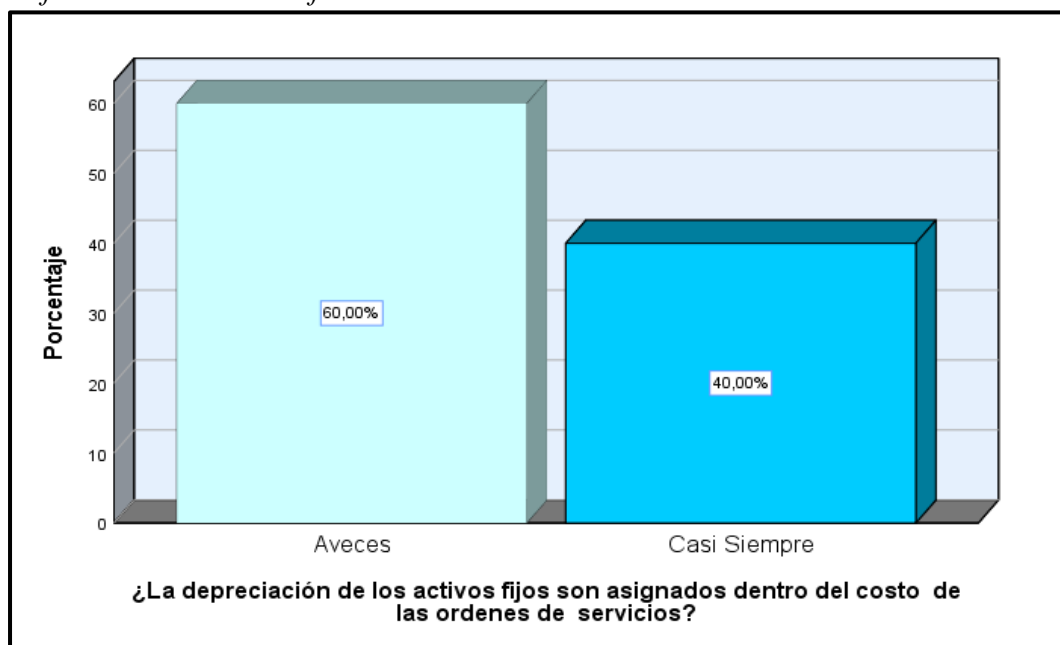 60
50
40
30
20
10
0
Porcentaje
60,00%
40,00%
Aveces
Casi Siempre
¿La depreciación de los activos fijos son asignados dentro del costo de
las ordenes de servicios?